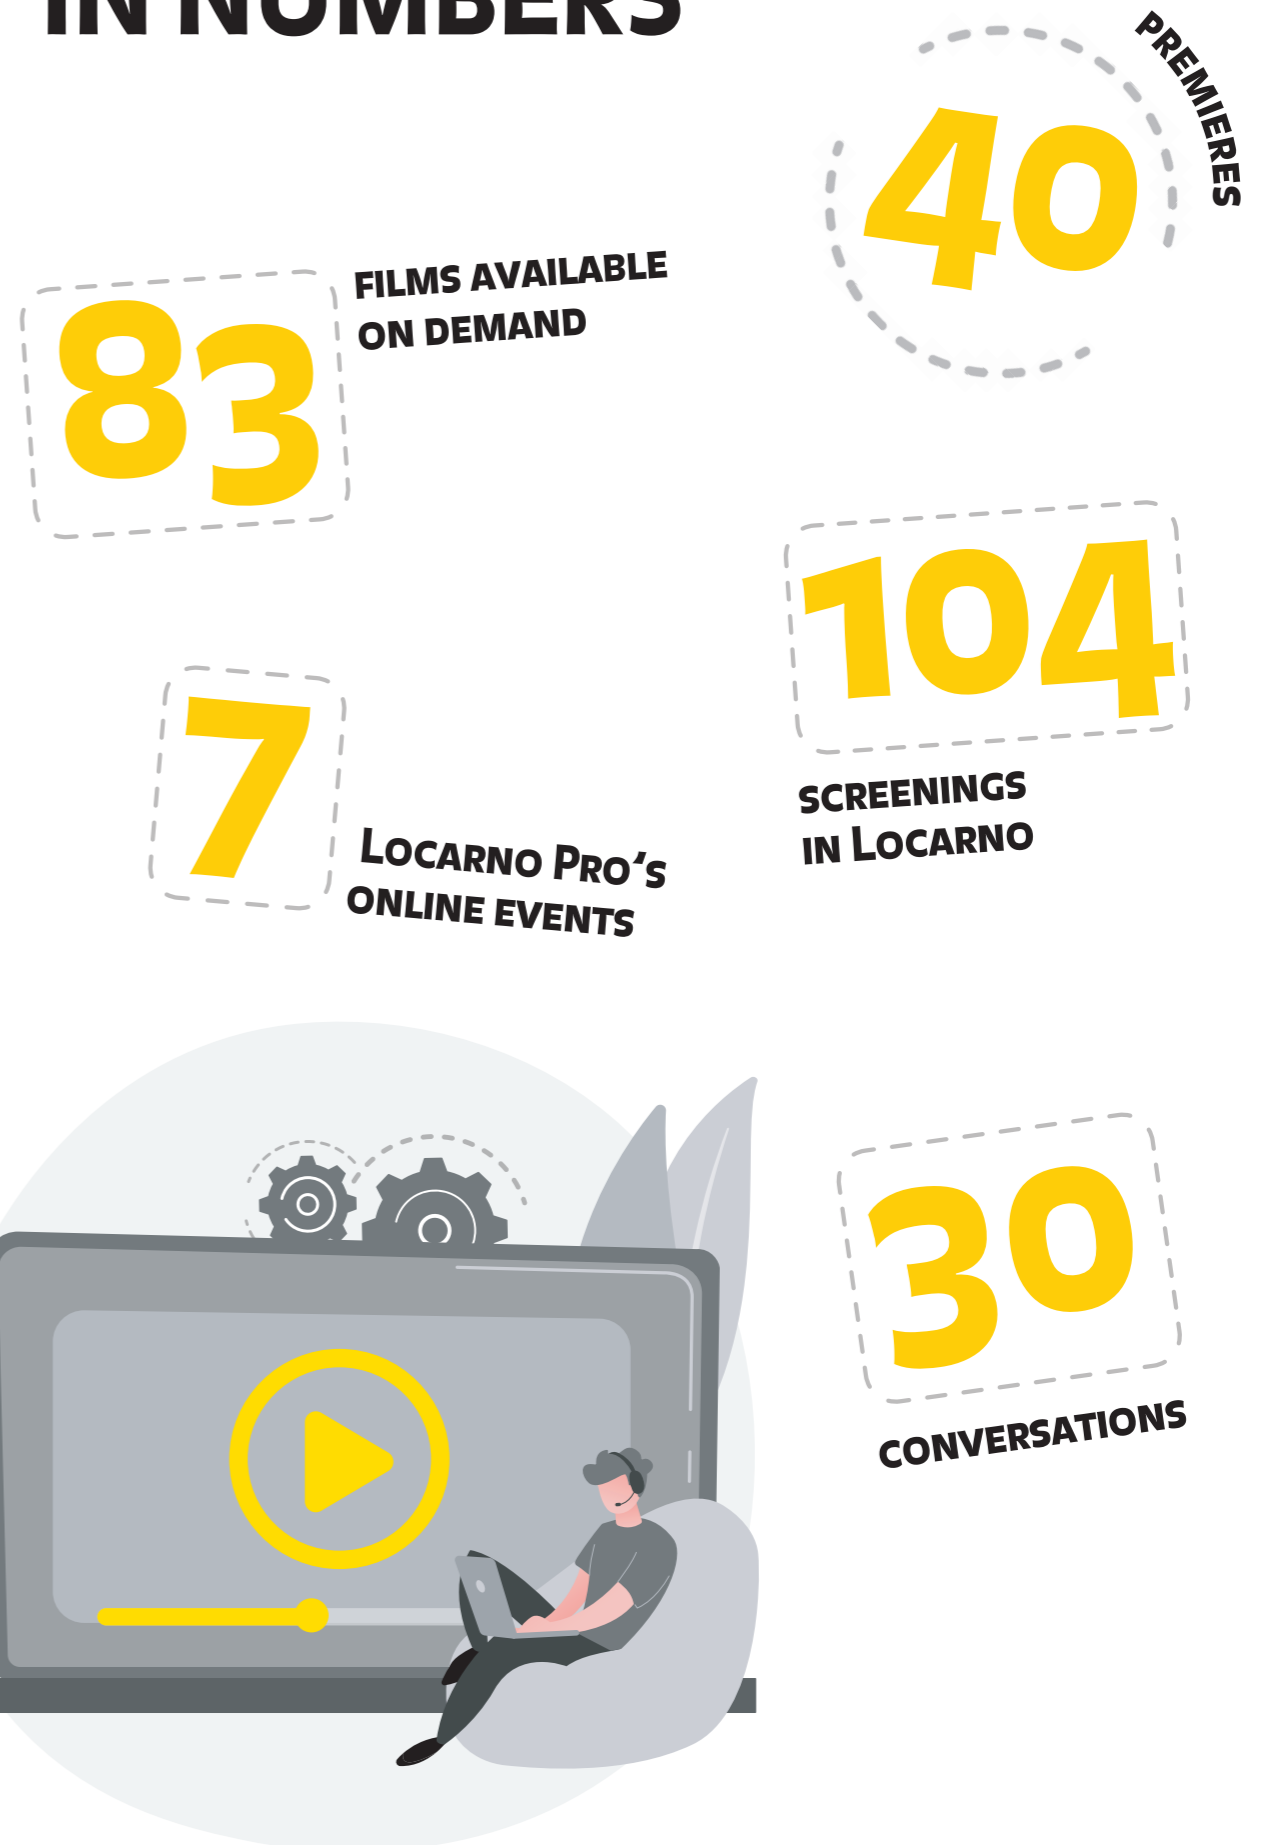 IN NUMBERS
40
PREMIERES
83
FILMS AVAILABLE
ON DEMAND
104
SCREENINGS
IN LOCARNO
7
LOCARNO PRO'S
ONLINE EVENTS
30
CONVERSATIONS